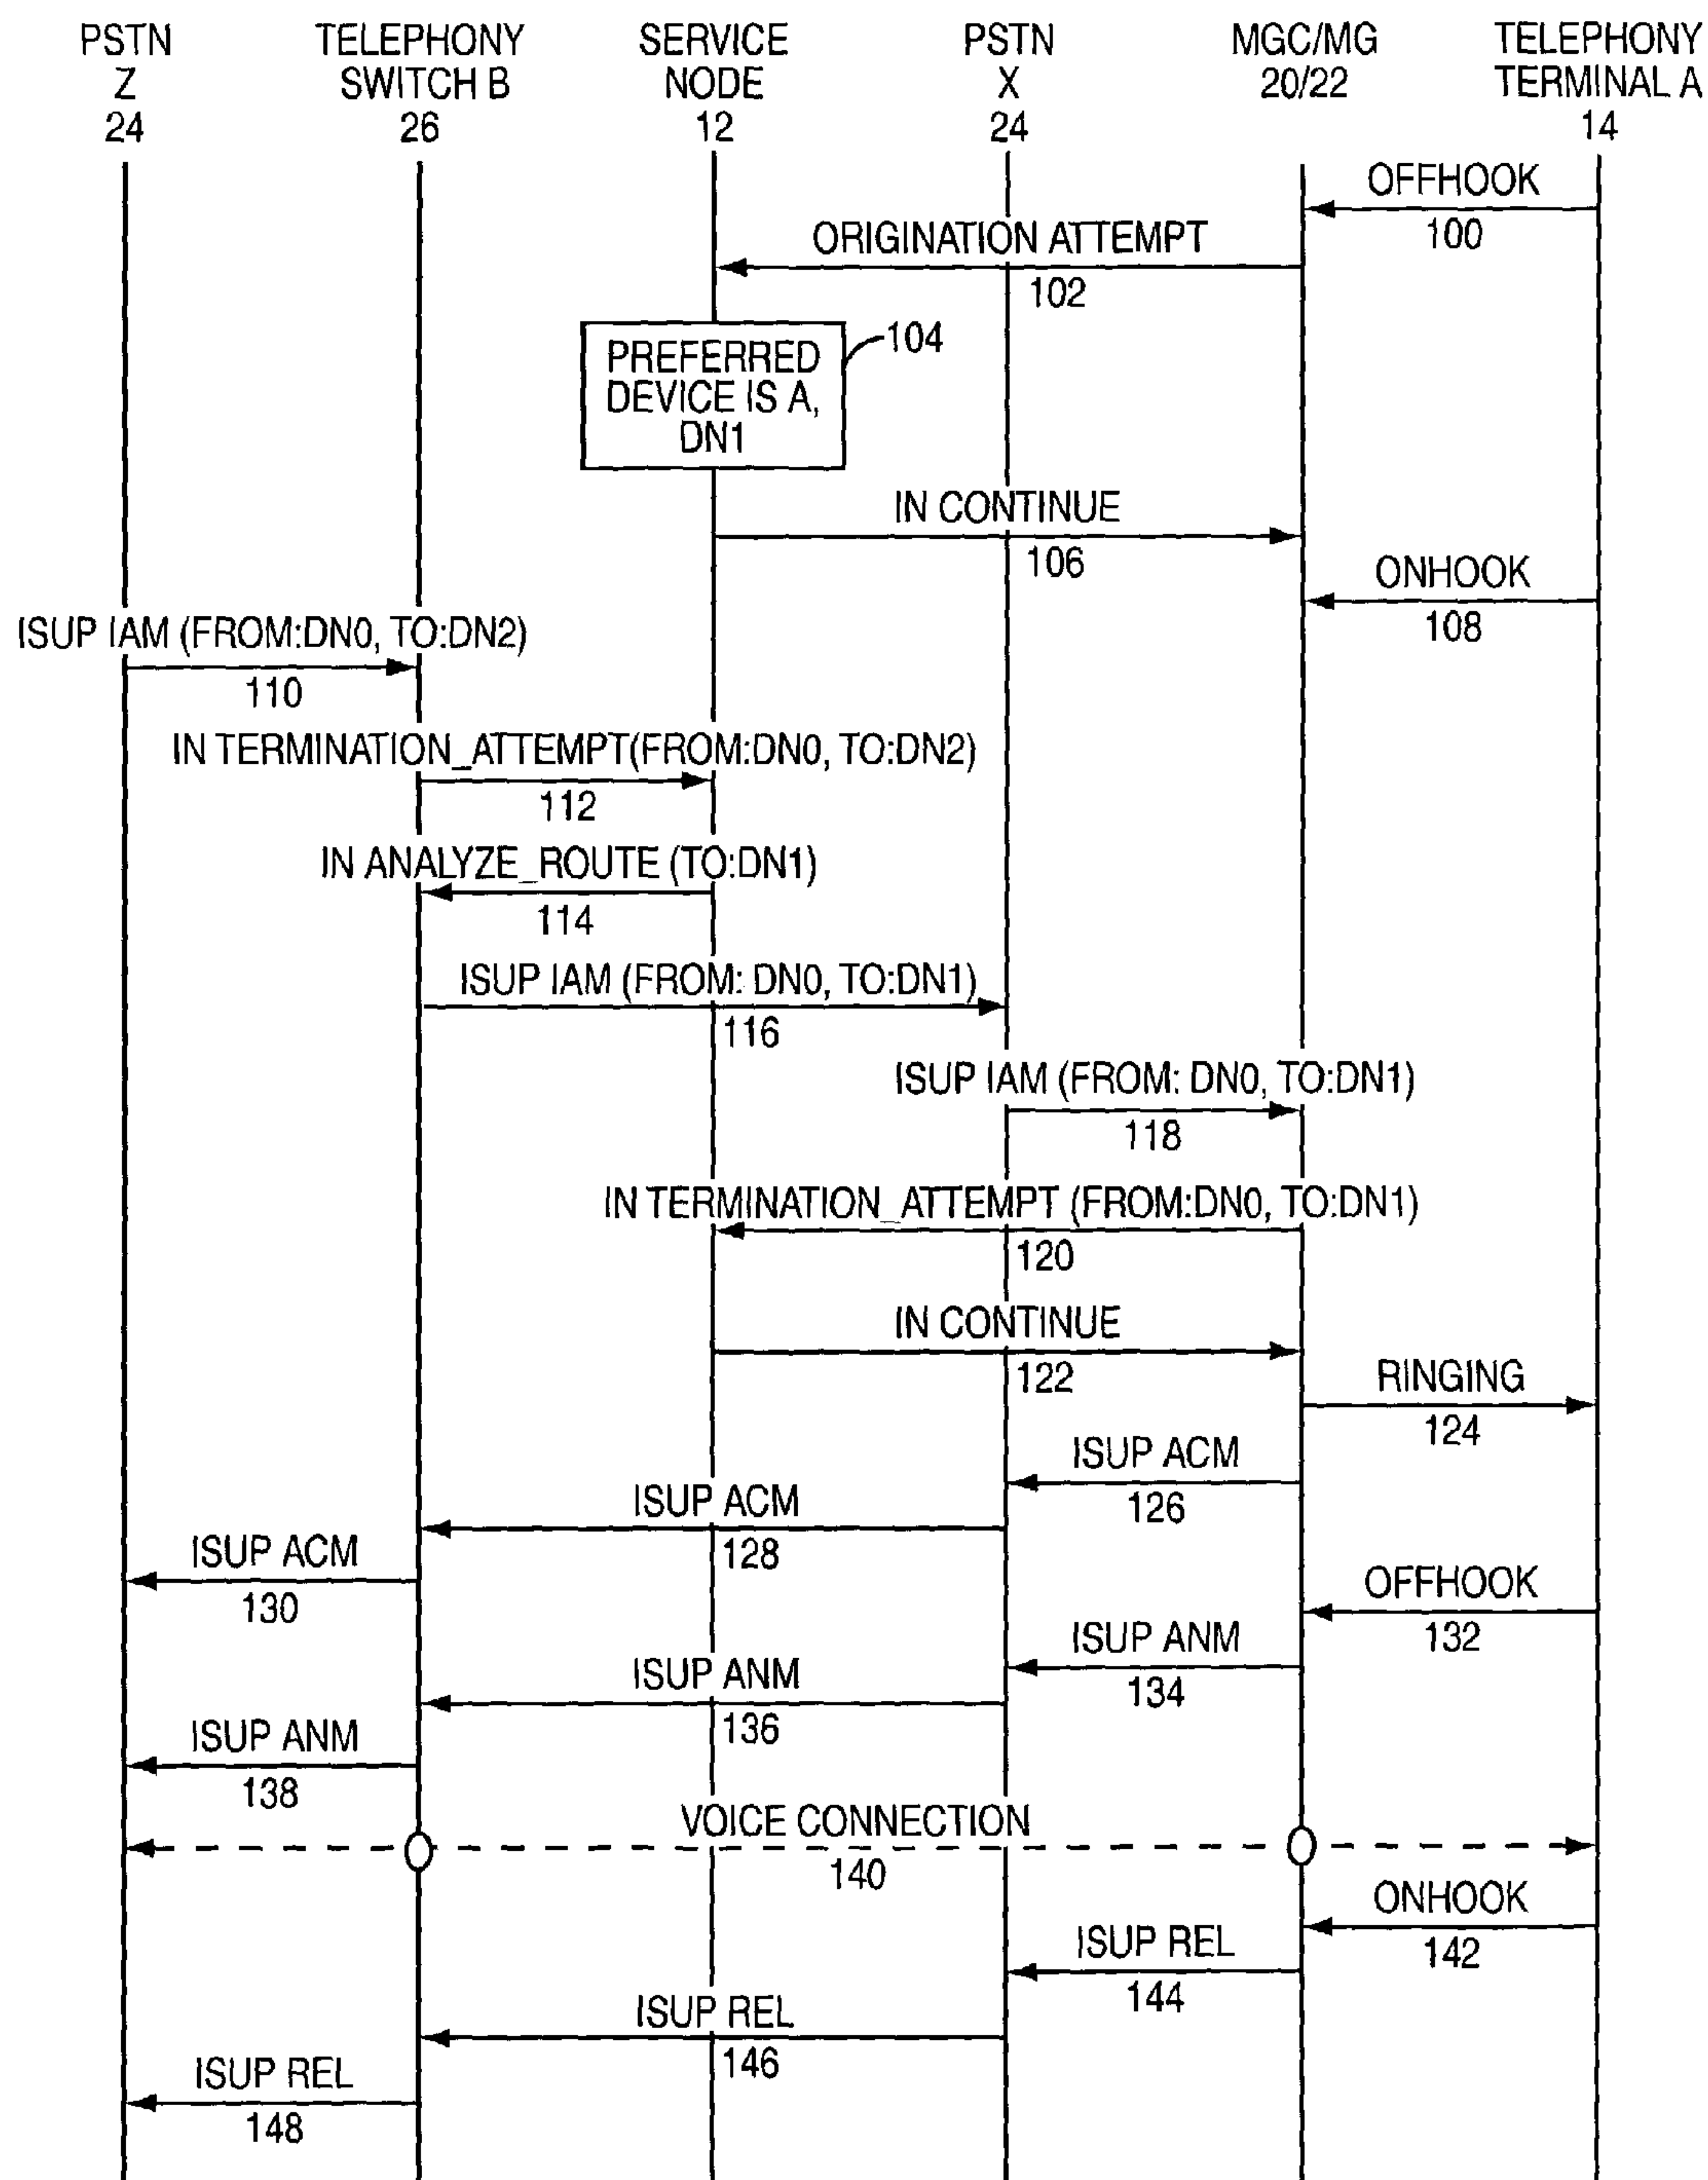 PSTN
Z
24
TELEPHONY
SWITCH B
26
SERVICE
NODE
12
PSTN
X
24
MGC/MG
20/22
TELEPHONY
TERMINAL A
14
OFFHOOK
100
ORIGINATION ATTEMPT
102
PREFERRED
DEVICE IS A,
DN1
104
IN CONTINUE
106
ONHOOK
108
ISUP IAM (FROM:DN0, TO:DN2)
110
IN TERMINATION_ATTEMPT(FROM:DN0, TO:DN2)
112
IN ANALYZE_ROUTE (TO:DN1)
114
ISUP IAM (FROM: DN0, TO:DN1)
116
ISUP IAM (FROM: DN0, TO:DN1)
118
IN TERMINATION_ATTEMPT (FROM:DN0, TO:DN1)
120
IN CONTINUE
122
RINGING
124
ISUP ACM
126
ISUP ACM
128
ISUP ACM
130
OFFHOOK
132
ISUP ANM
134
ISUP ANM
136
ISUP ANM
138
VOICE CONNECTION
140
ONHOOK
142
ISUP REL
144
ISUP REL
146
ISUP REL
148